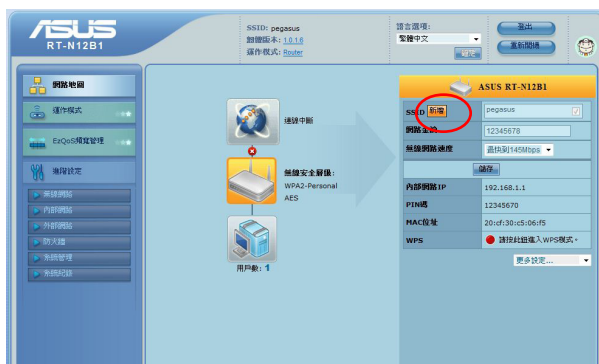 ASUS
RT-N12B1
SSID: pegasus
韌體版本: 1.0.1.6
運作模式: Router
語言選項:
繁體中文
設定
登出
重新開機
網路地圖
運作模式
EzQoS頻寬管理
進階設定
無線網路
內部網路
外部網路
防火牆
系統管理
系統紀錄
連線中斷
無線安全層級:
WPA2-Personal
AES
用戶數: 1
ASUS RT-N12B1
SSID 新增 pegasus
網路金鑰 12345678
無線網路速度 最快到145Mbps
儲存
內部網路IP 192.168.1.1
PIN碼 12345670
MAC位址 20:cf:30:c5:06:f5
WPS 請按此鈕進入WPS模式。
更多設定...